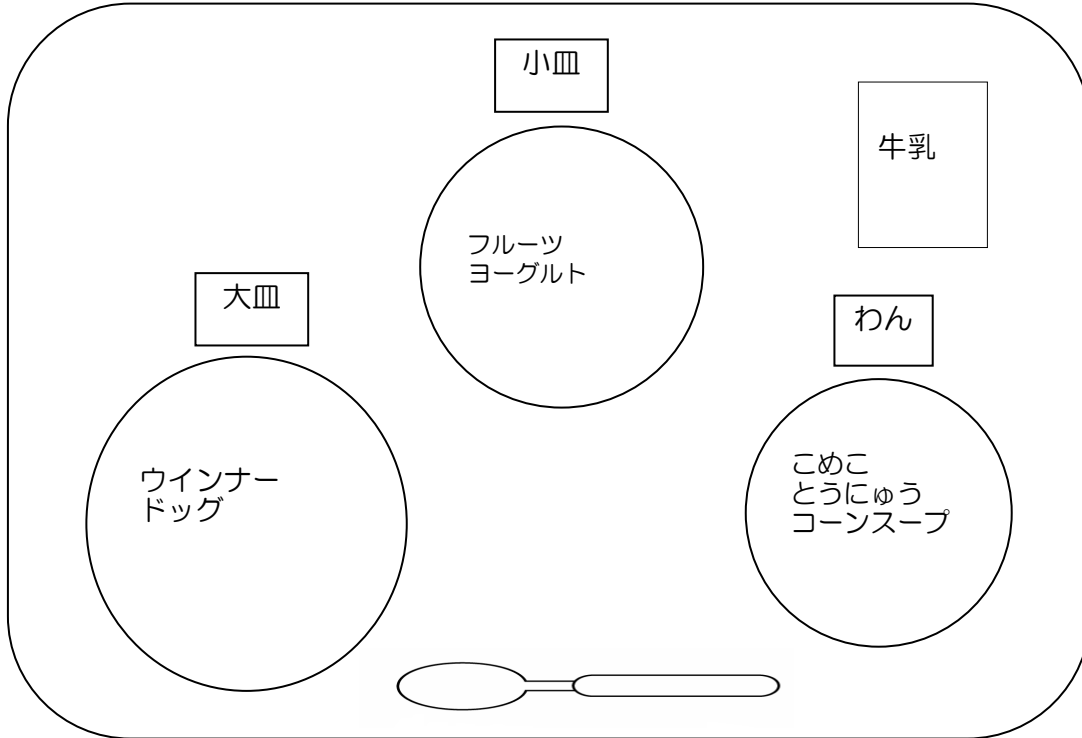 小皿
牛乳
フルーツ
ヨーグルト
大皿
わん
ウインナー
ドッグ
こめこ
とうにゅう
コーンスープ